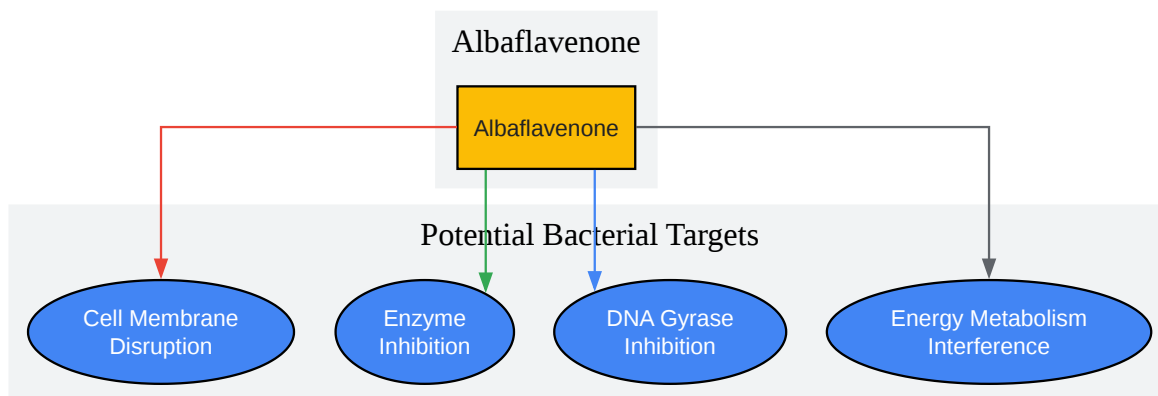 Albaflavenone
Albaflavenone
Potential Bacterial Targets
Cell Membrane
Disruption
Enzyme
Inhibition
DNA Gyrase
Inhibition
Energy Metabolism
Interference